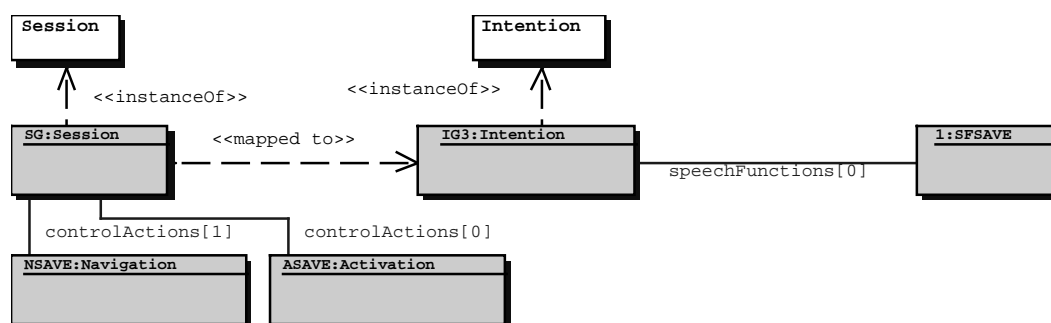 Session
Intention
<<instanceOf>>
<<instanceOf>>
SG:Session
<<mapped to>>
IG3:Intention
1:SFSAVE
speechFunctions[0]
controlActions[1]
controlActions[0]
NSAVE:Navigation
ASAVE:Activation